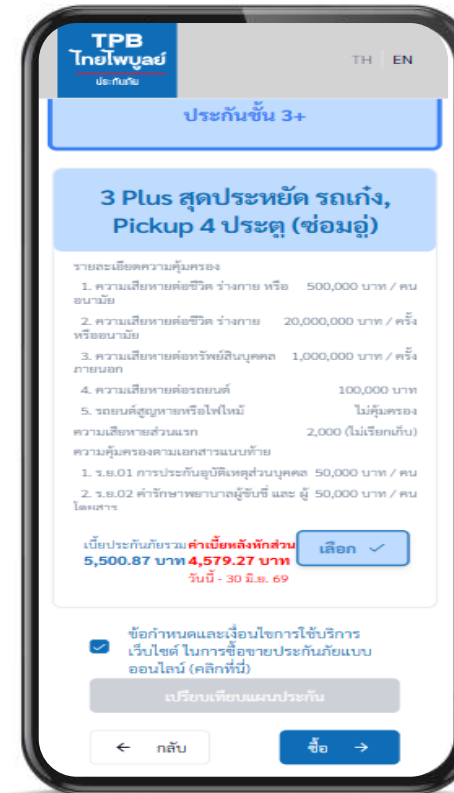 TPB
ไทยไพบูลย์
ประกันภัย
TH EN
ประกันชั้น 3+
3 Plus สุดประหยัด รถเก๋ง,
Pickup 4 ประตู (ซ่อมอู่)
รายละเอียดความคุ้มครอง
1. ความเสียหายต่อชีวิต ร่างกาย หรือ 500,000 บาท / คน
อนามัย
2. ความเสียหายต่อชีวิต ร่างกาย 20,000,000 บาท / ครั้ง
หรืออนามัย
3. ความเสียหายต่อทรัพย์สินบุคคล 1,000,000 บาท / ครั้ง
ภายนอก
4. ความเสียหายต่อรถยนต์ 100,000 บาท
5. รถยนต์สูญหายหรือไฟไหม้ ไม่คุ้มครอง
ความเสียหายส่วนแรก 2,000 (ไม่เรียกเก็บ)
ความคุ้มครองตามเอกสารแนบท้าย
1. ร.ย.01 การประกันอุบัติเหตุส่วนบุคคล 50,000 บาท / คน
2. ร.ย.02 ค่ารักษาพยาบาลผู้ขับขี่ และ ผู้ 50,000 บาท / คน
โดยสาร
เบี้ยประกันภัยรวม ค่าเบี้ยหลังหักส่วน
5,500.87 บาท 4,579.27 บาท
วันนี้ - 30 มิ.ย. 69
เลือก
ข้อกำหนดและเงื่อนไขการใช้บริการ
เว็บไซต์ ในการซื้อขายประกันภัยแบบ
ออนไลน์ (คลิกที่นี่)
เปรียบเทียบแผนประกัน
← กลับ
ซื้อ →